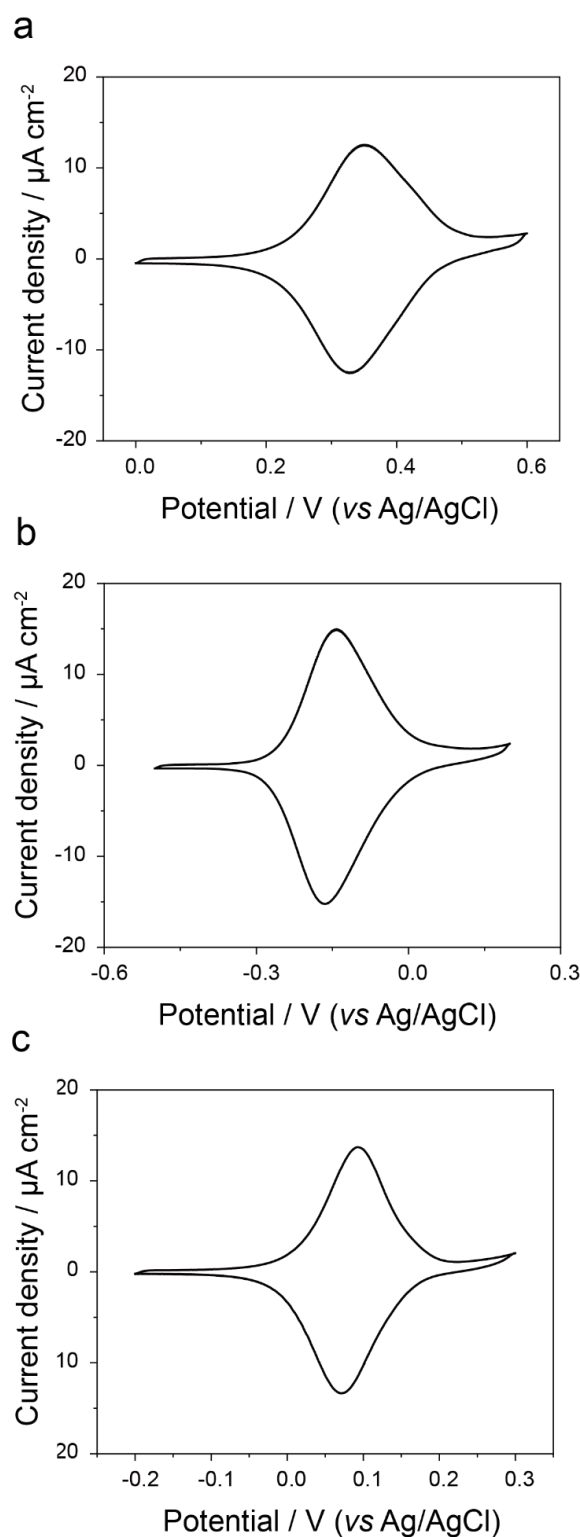 a
20
10
0
-10
-20
Current density / µA cm⁻²
0.0 0.2 0.4 0.6
Potential / V (vs Ag/AgCl)
b
20
10
0
-10
-20
Current density / µA cm⁻²
-0.6 -0.3 0.0 0.3
Potential / V (vs Ag/AgCl)
c
20
10
0
10
20
Current density / µA cm⁻²
-0.2 -0.1 0.0 0.1 0.2 0.3
Potential / V (vs Ag/AgCl)